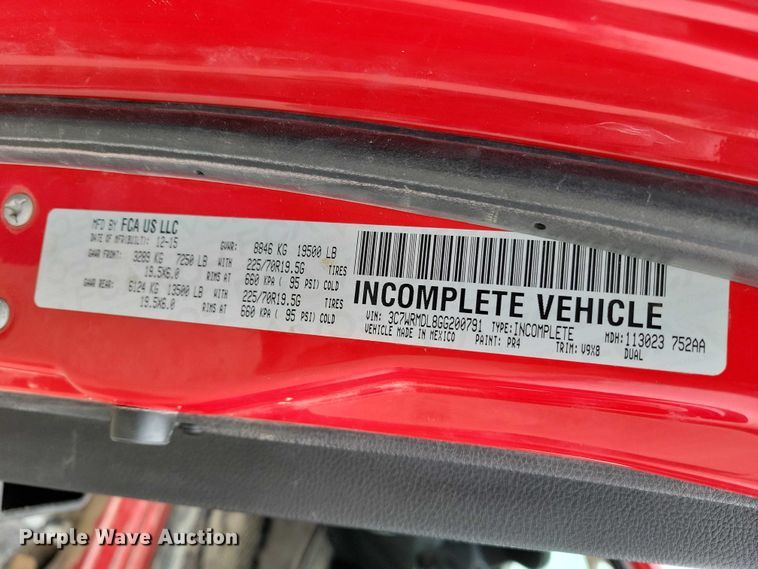 MFD BY FCA US LLC
DATE OF MFR(BUILT): 12-15 GVWR: 8846 KG 19500 LB
GAWR FRONT: 3289 KG 7250 LB WITH 225/70R19.5G TIRES
19.5X6.0 RIMS AT 660 KPA ( 95 PSI) COLD
GAWR REAR: 6124 KG 13500 LB WITH 225/70R19.5G TIRES
19.5X6.0 RIMS AT 660 KPA ( 95 PSI) COLD
INCOMPLETE VEHICLE
VIN: 3C7WRMDL8GG200791 TYPE: INCOMPLETE MDH: 113023 752AA
VEHICLE MADE IN MEXICO PAINT: PR4 TRIM: V9X8 DUAL
Purple Wave Auction
Purple Wave Auction